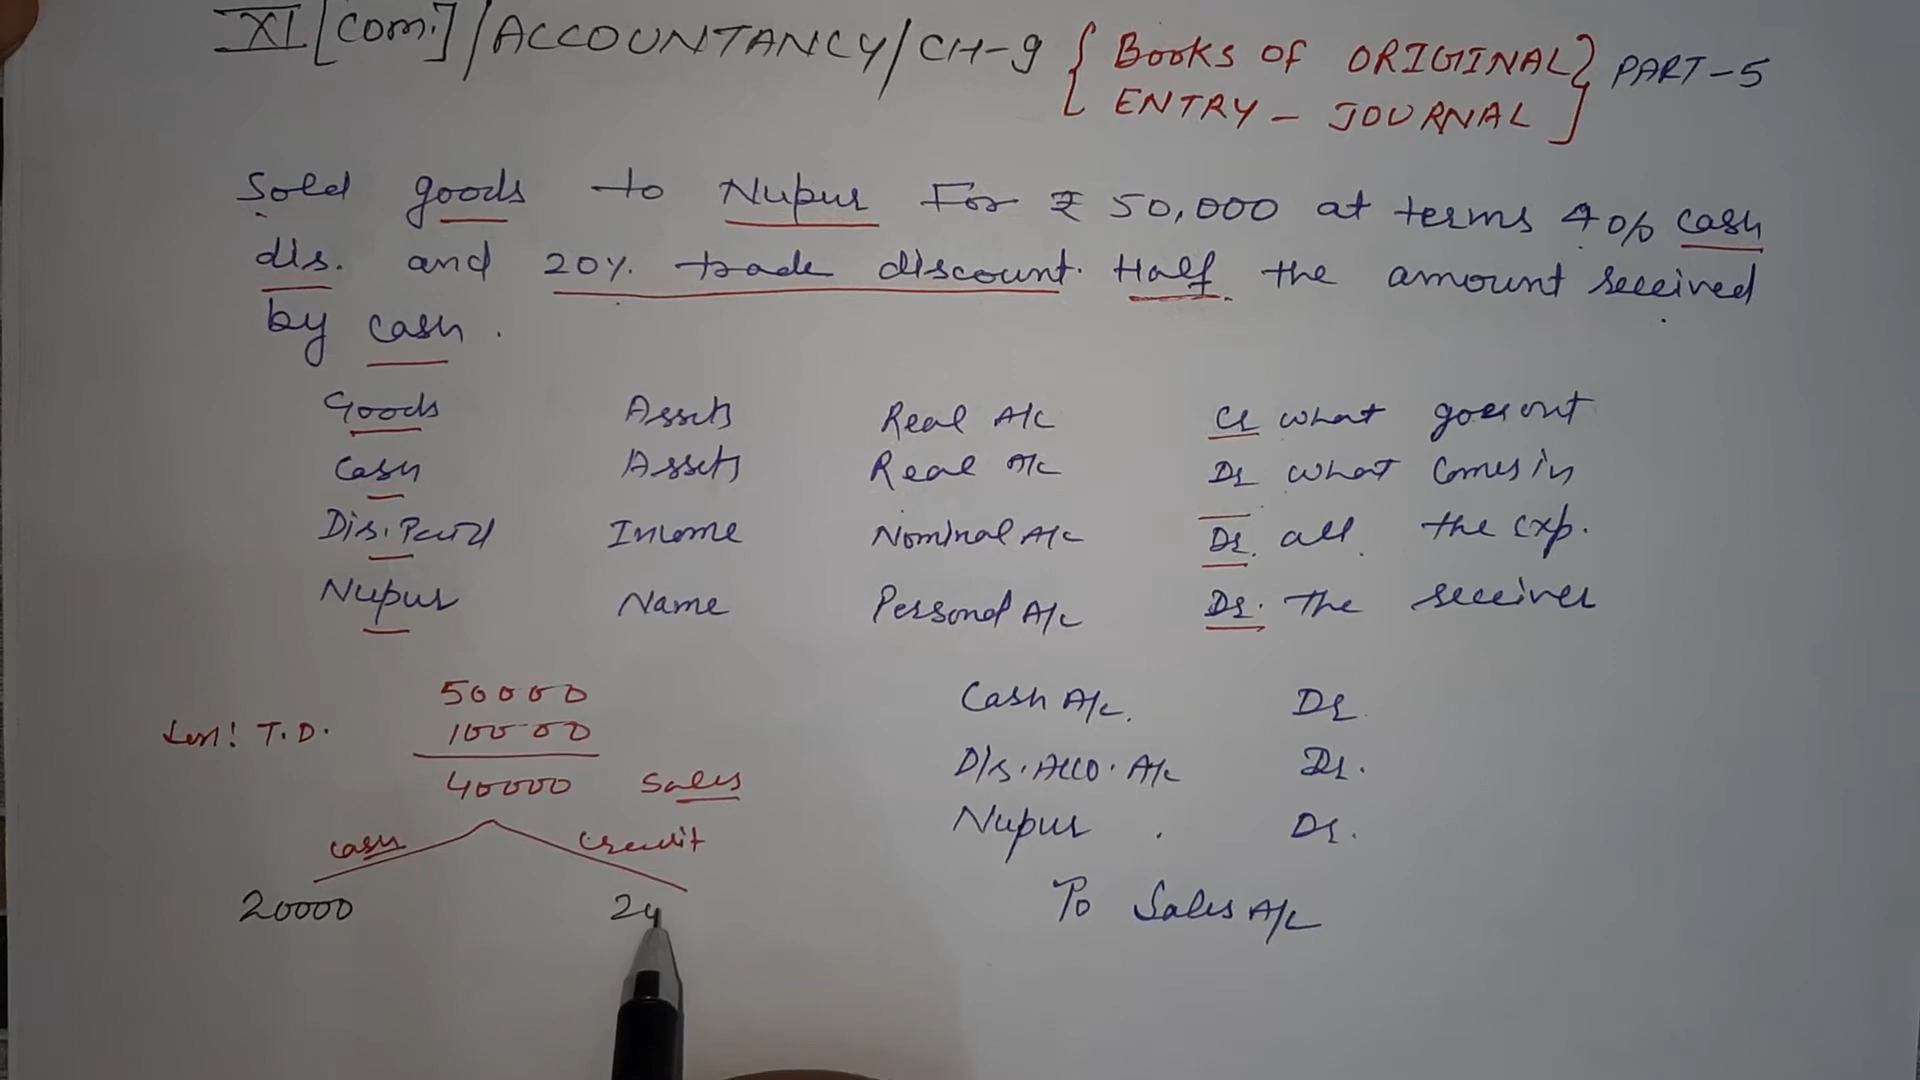 XI [COM.] / ACCOUNTANCY / CH-9 { Books of ORIGINAL ENTRY - JOURNAL } PART-5
Sold goods to Nupur For ₹ 50,000 at terms 4% cash
dis. and 20% trade discount. Half the amount received
by cash.
Goods Assets Real A/c Cr what goes out
Cash Assets Real A/c Dr what comes in
Dis. Paid Income Nominal A/c Dr. all the exp.
Nupur Name Personal A/c Dr. the receiver
50000
Less! T.D. 10000
40000 Sales
cash credit
20000 20
Cash A/c. Dr
Dis. Allo. A/c Dr.
Nupur Dr.
To Sales A/c